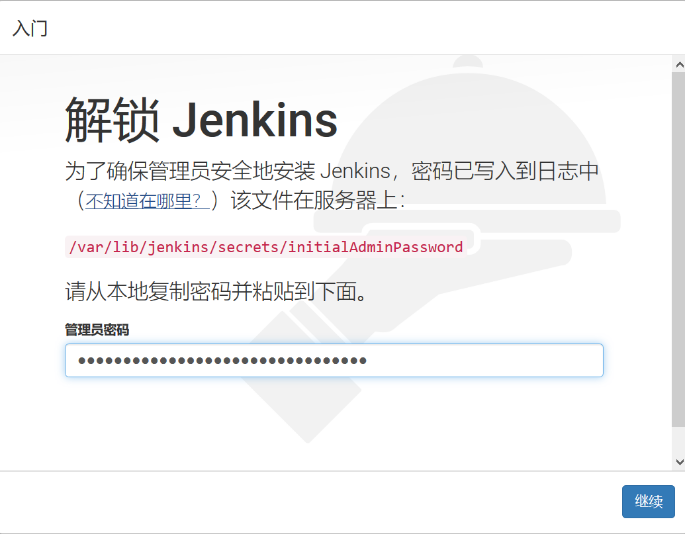 入门
解锁 Jenkins
为了确保管理员安全地安装 Jenkins，密码已写入到日志中
（不知道在哪里？）该文件在服务器上：
/var/lib/jenkins/secrets/initialAdminPassword
请从本地复制密码并粘贴到下面。
管理员密码
••••••••••••••••••••••••••••••••
继续